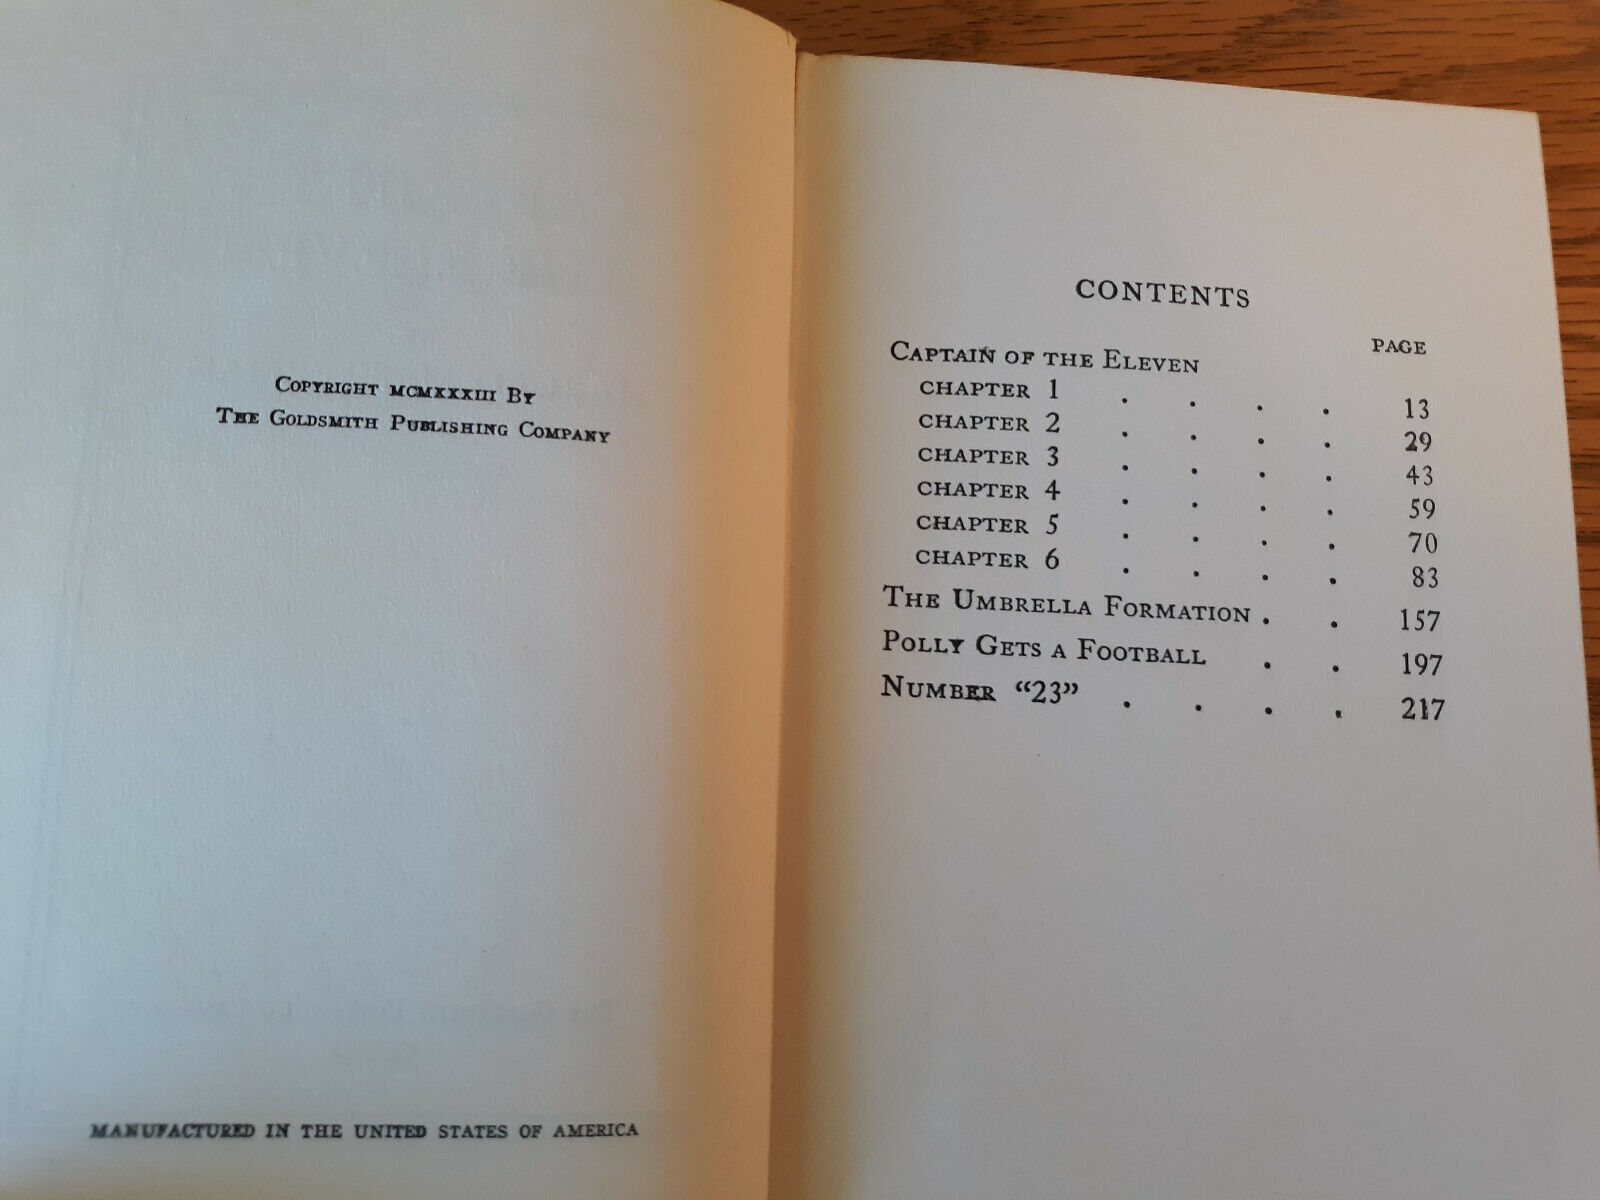 COPYRIGHT MCMXXXIII BY
THE GOLDSMITH PUBLISHING COMPANY
MANUFACTURED IN THE UNITED STATES OF AMERICA
CONTENTS
PAGE
CAPTAIN OF THE ELEVEN
CHAPTER 1 . . . . 13
CHAPTER 2 . . . . 29
CHAPTER 3 . . . . 43
CHAPTER 4 . . . . 59
CHAPTER 5 . . . . 70
CHAPTER 6 . . . . 83
THE UMBRELLA FORMATION . . 157
POLLY GETS A FOOTBALL . . 197
NUMBER “23” . . . . 217